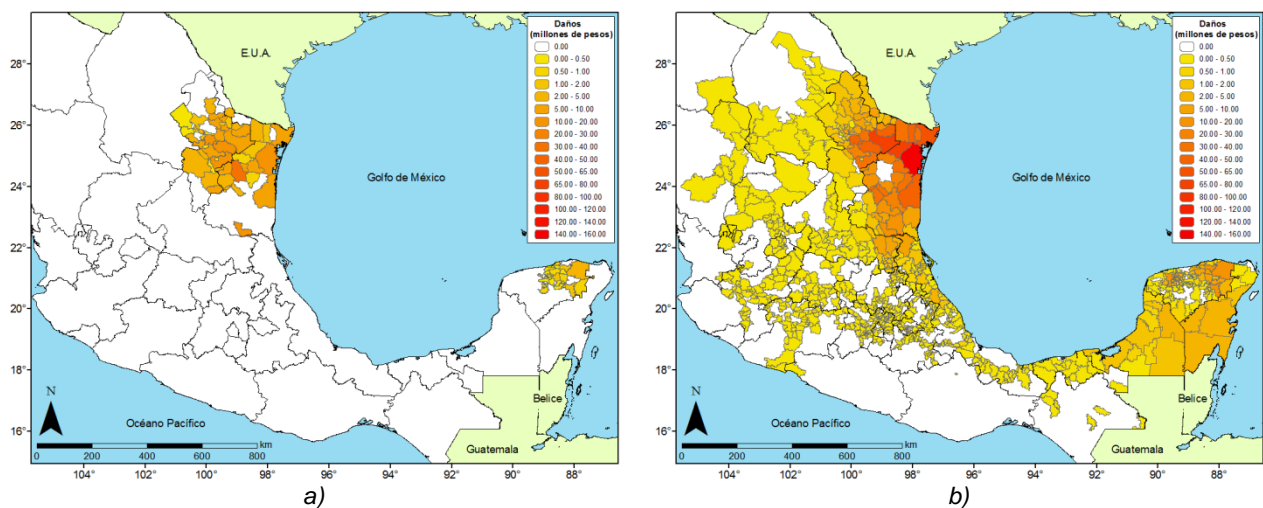 Daños
(millones de pesos)
0.00
0.00 - 0.50
0.50 - 1.00
1.00 - 2.00
2.00 - 5.00
5.00 - 10.00
10.00 - 20.00
20.00 - 30.00
30.00 - 40.00
40.00 - 50.00
50.00 - 65.00
65.00 - 80.00
80.00 - 100.00
100.00 - 120.00
120.00 - 140.00
140.00 - 160.00
E.U.A.
28°
26°
24°
22°
20°
18°
16°
Golfo de México
N
Océano Pacífico
Belice
Guatemala
km
0 200 400 600 800
104° 102° 100° 98° 96° 94° 92° 90° 88°
a)
Daños
(millones de pesos)
0.00
0.00 - 0.50
0.50 - 1.00
1.00 - 2.00
2.00 - 5.00
5.00 - 10.00
10.00 - 20.00
20.00 - 30.00
30.00 - 40.00
40.00 - 50.00
50.00 - 65.00
65.00 - 80.00
80.00 - 100.00
100.00 - 120.00
120.00 - 140.00
140.00 - 160.00
E.U.A.
28°
26°
24°
22°
20°
18°
16°
Golfo de México
N
Océano Pacífico
Belice
Guatemala
km
0 200 400 600 800
104° 102° 100° 98° 96° 94° 92° 90° 88°
b)